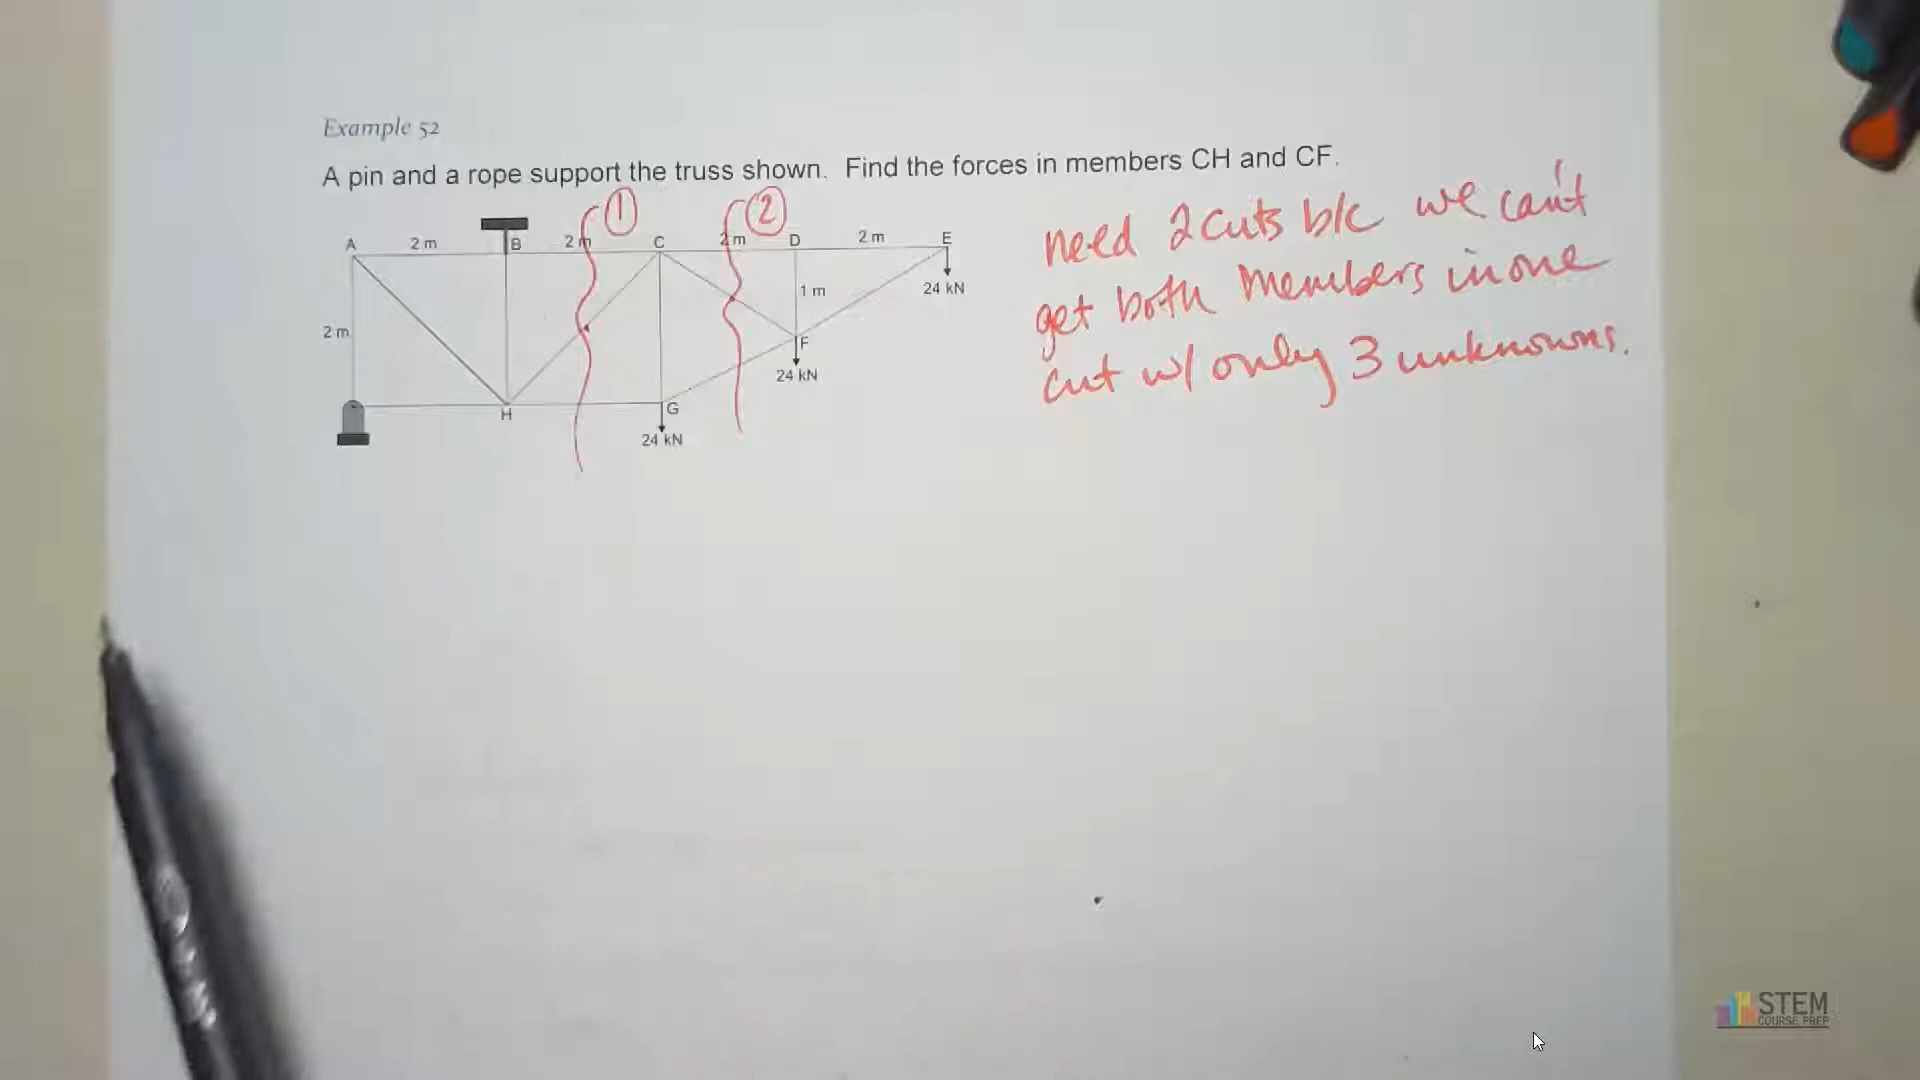 Example 52
A pin and a rope support the truss shown. Find the forces in members CH and CF.
1 2
A 2 m B 2 m C 2 m D 2 m E
need 2 cuts b/c we can't
get both members in one
cut w/ only 3 unknowns.
1 m
24 kN
2 m
F
24 kN
H G
24 kN
STEM
COURSE PREP